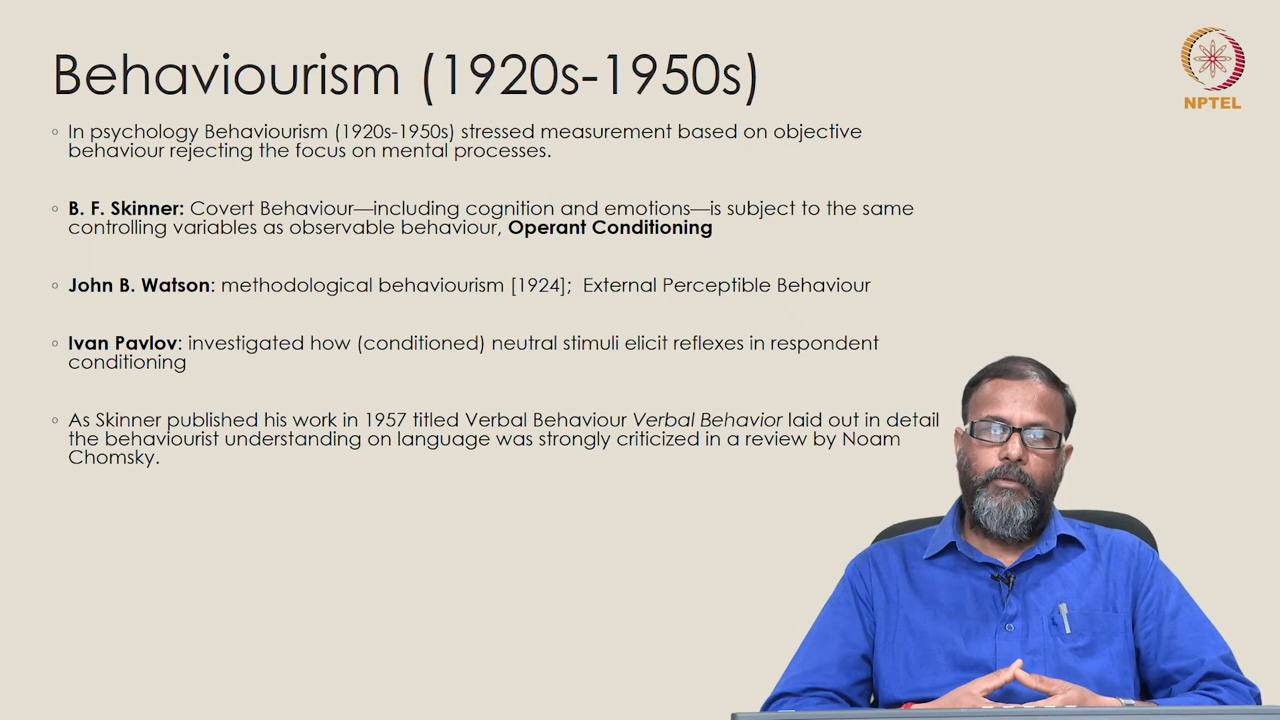 Behaviourism (1920s-1950s)
NPTEL
◦ In psychology Behaviourism (1920s-1950s) stressed measurement based on objective
behaviour rejecting the focus on mental processes.
◦ B. F. Skinner: Covert Behaviour—including cognition and emotions—is subject to the same
controlling variables as observable behaviour, Operant Conditioning
◦ John B. Watson: methodological behaviourism [1924]; External Perceptible Behaviour
◦ Ivan Pavlov: investigated how (conditioned) neutral stimuli elicit reflexes in respondent
conditioning
◦ As Skinner published his work in 1957 titled Verbal Behaviour Verbal Behavior laid out in detail
the behaviourist understanding on language was strongly criticized in a review by Noam
Chomsky.